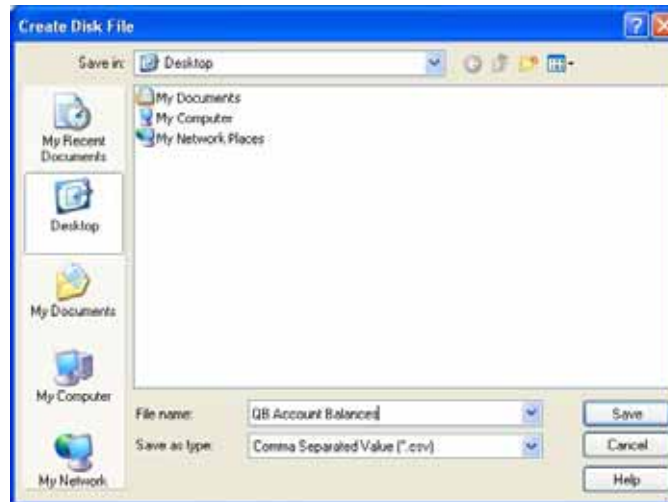 Create Disk File
Save in: Desktop
My Documents
My Computer
My Network Places
My Recent
Documents
Desktop
My Documents
My Computer
My Network
File name: QB Account Balances
Save
Save as type: Comma Separated Value (*.csv)
Cancel
Help